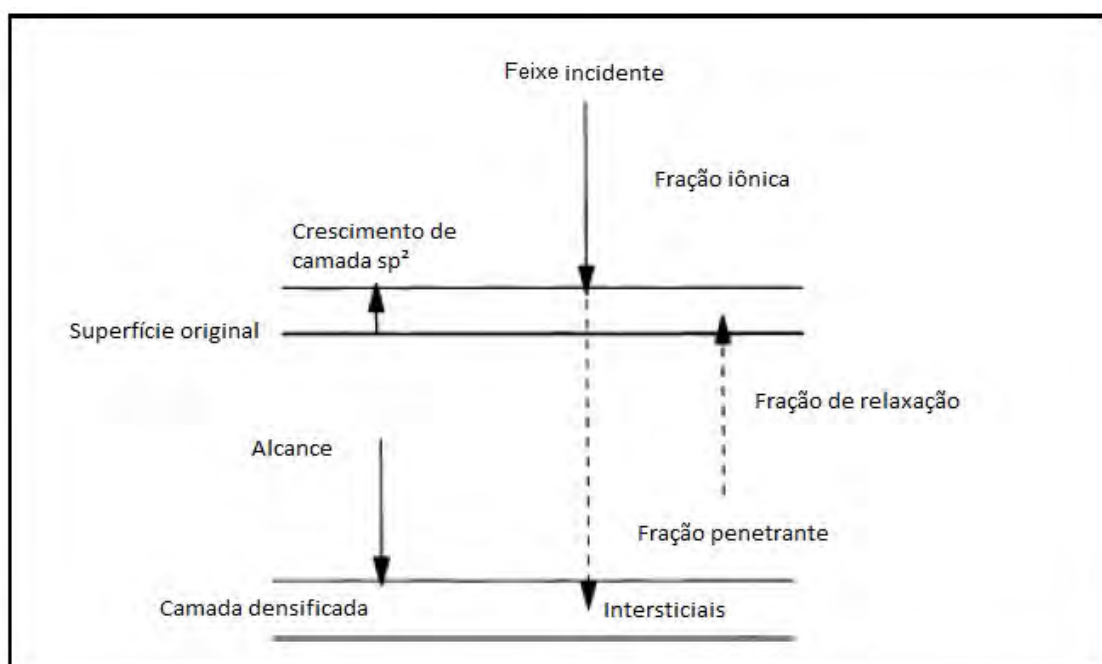 Feixe incidente
Fração iônica
Crescimento de
camada sp²
Superfície original
Fração de relaxação
Alcance
Fração penetrante
Camada densificada
Intersticiais